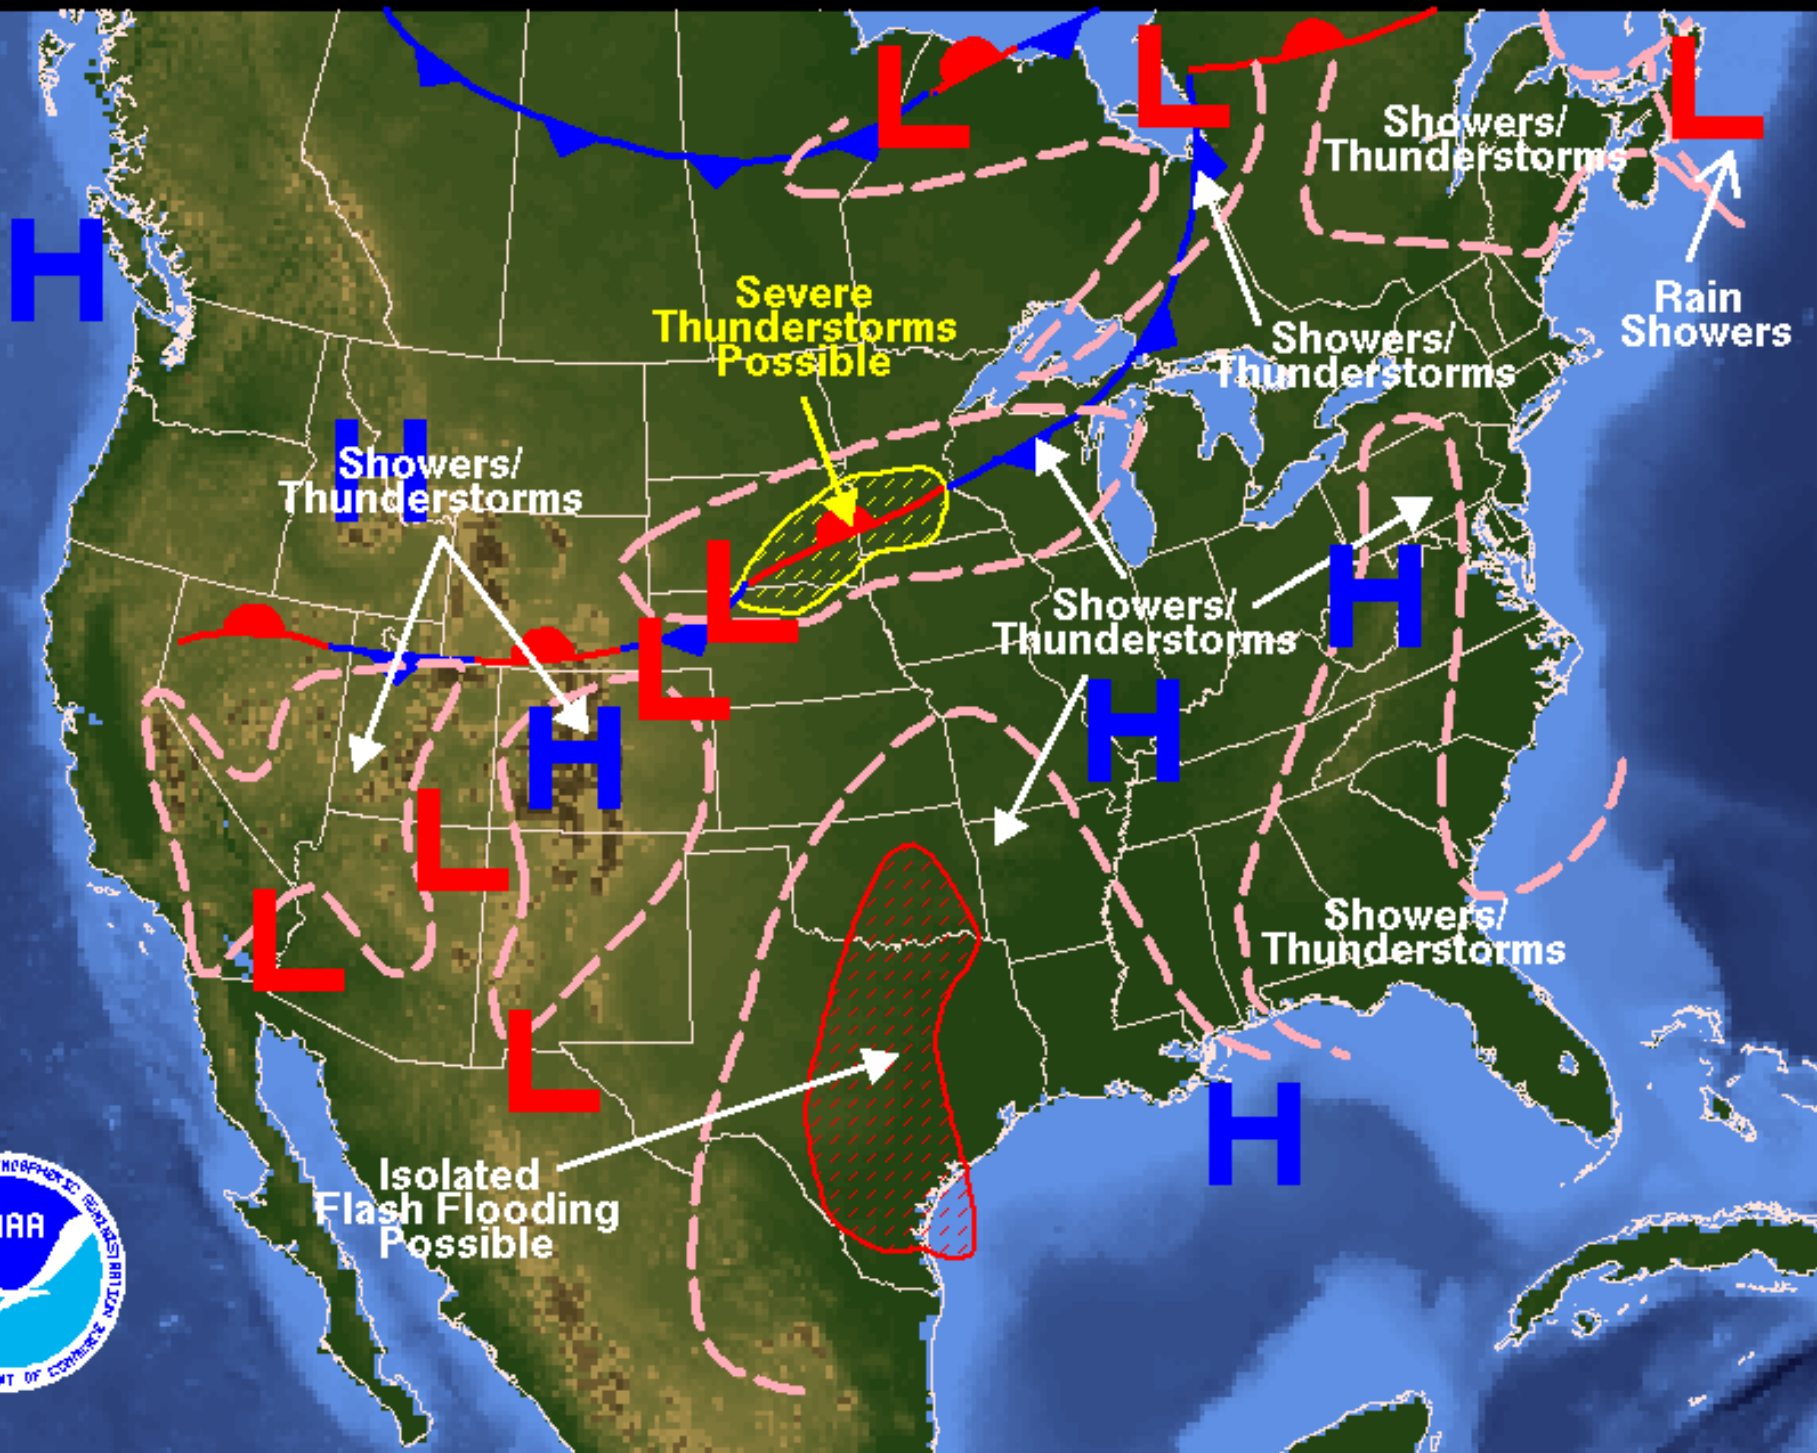 L
L
L
Showers/
Thunderstorms
H
Severe
Thunderstorms
Possible
Rain
Showers
Showers/
Thunderstorms
H
Showers/
Thunderstorms
L
H
Showers/
Thunderstorms
L
H
H
L
L
Showers/
Thunderstorms
L
H
Isolated
Flash Flooding
Possible